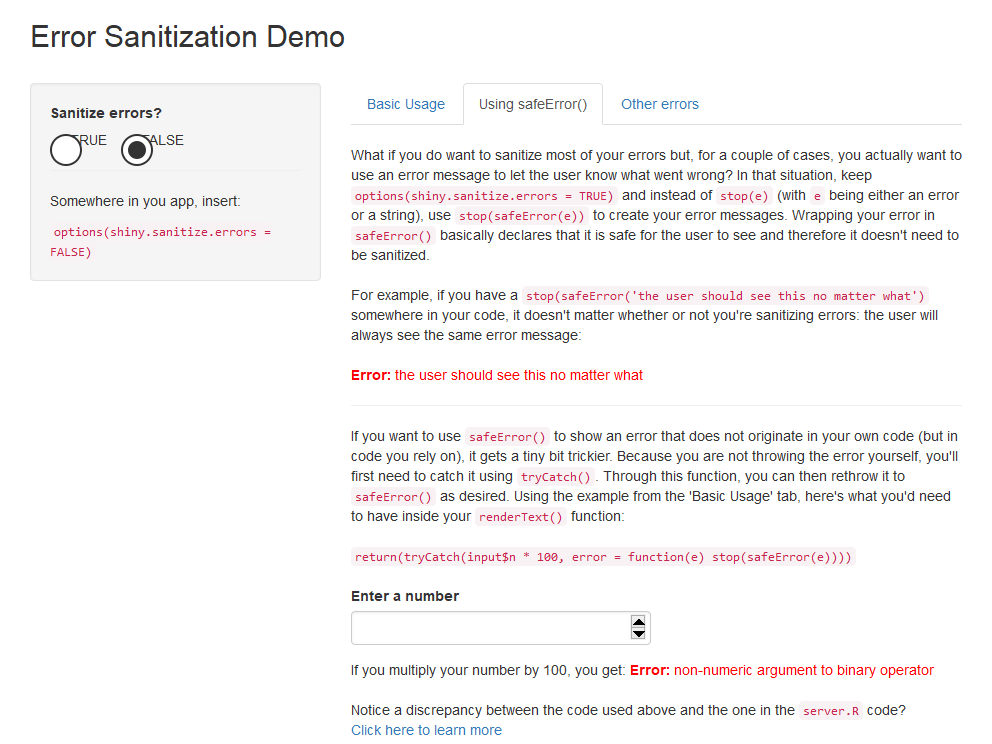 Error Sanitization Demo
Sanitize errors?
TRUE FALSE
Somewhere in you app, insert:
options(shiny.sanitize.errors =
FALSE)
Basic Usage Using safeError() Other errors
What if you do want to sanitize most of your errors but, for a couple of cases, you actually want to
use an error message to let the user know what went wrong? In that situation, keep
options(shiny.sanitize.errors = TRUE) and instead of stop(e) (with e being either an error
or a string), use stop(safeError(e)) to create your error messages. Wrapping your error in
safeError() basically declares that it is safe for the user to see and therefore it doesn't need to
be sanitized.
For example, if you have a stop(safeError('the user should see this no matter what')
somewhere in your code, it doesn't matter whether or not you're sanitizing errors: the user will
always see the same error message:
Error: the user should see this no matter what
If you want to use safeError() to show an error that does not originate in your own code (but in
code you rely on), it gets a tiny bit trickier. Because you are not throwing the error yourself, you'll
first need to catch it using tryCatch(). Through this function, you can then rethrow it to
safeError() as desired. Using the example from the 'Basic Usage' tab, here's what you'd need
to have inside your renderText() function:
return(tryCatch(input$n * 100, error = function(e) stop(safeError(e))))
Enter a number
If you multiply your number by 100, you get: Error: non-numeric argument to binary operator
Notice a discrepancy between the code used above and the one in the server.R code?
Click here to learn more